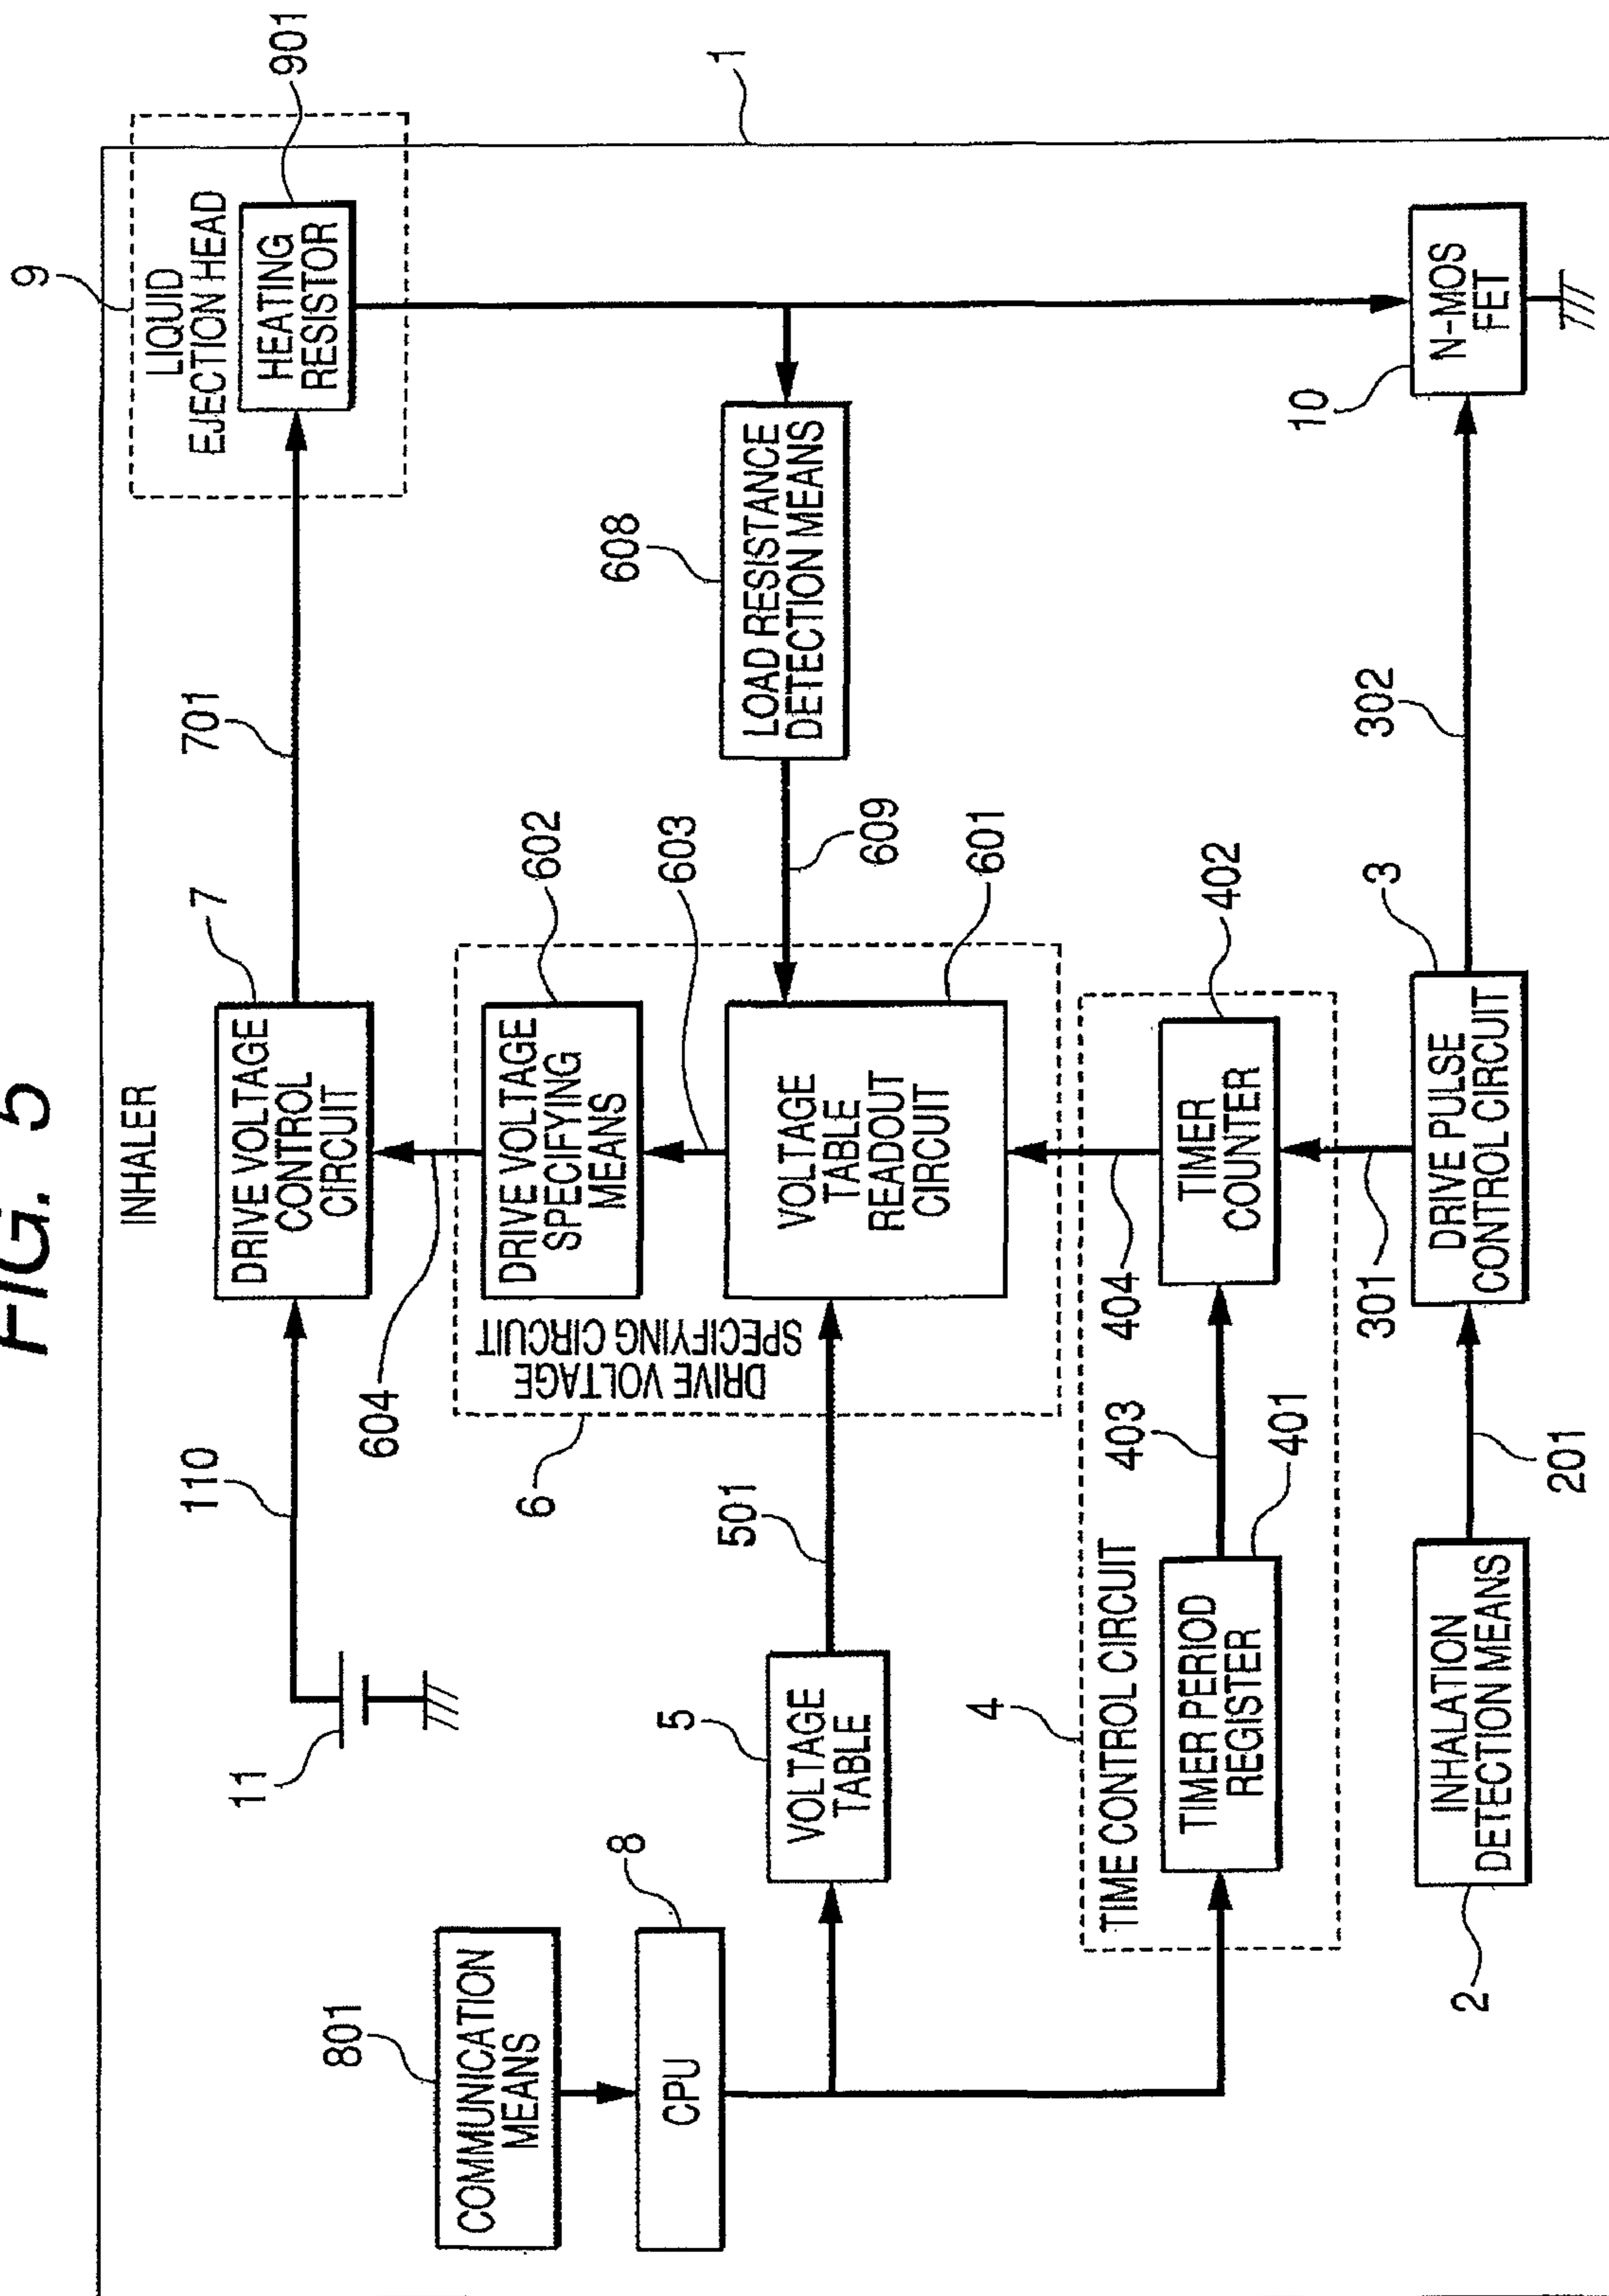 FIG. 5
INHALER
1
11
110
DRIVE VOLTAGE
CONTROL
CIRCUIT
7
701
9
LIQUID
EJECTION HEAD
HEATING
RESISTOR
901
801
COMMUNICATION
MEANS
604
DRIVE VOLTAGE
SPECIFYING CIRCUIT
6
DRIVE VOLTAGE
SPECIFYING
MEANS
602
603
CPU
8
5
VOLTAGE
TABLE
501
VOLTAGE
TABLE
READOUT
CIRCUIT
601
609
608
LOAD RESISTANCE
DETECTION MEANS
4
TIME CONTROL CIRCUIT
TIMER PERIOD
REGISTER
401
403
404
TIMER
COUNTER
402
2
INHALATION
DETECTION MEANS
201
301
DRIVE PULSE
CONTROL CIRCUIT
3
302
10
N-MOS
FET